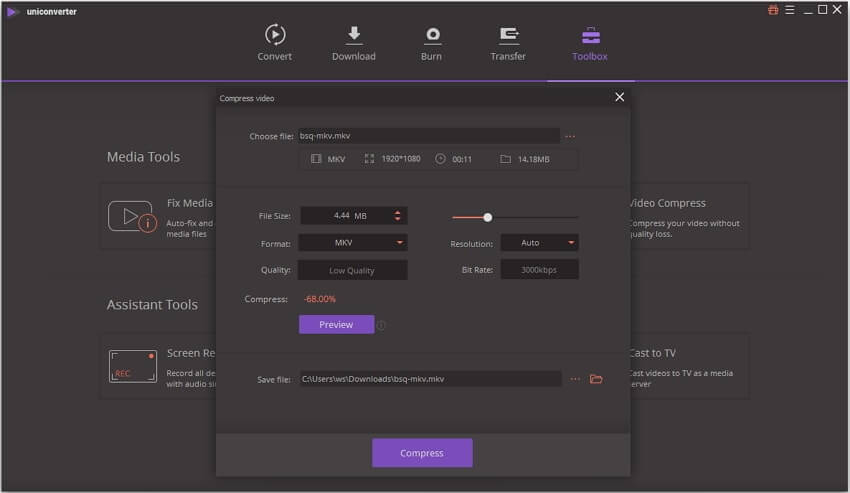 uniconverter
Convert
Download
Burn
Transfer
Toolbox
Compress video
Choose file:
bsq-mkv.mkv
...
MKV
1920*1080
00:11
14.18MB
Media Tools
Fix Media
Auto-fix and
media files
Video Compress
Compress your video without
quality loss.
File Size:
4.44 MB
Format:
MKV
Resolution:
Auto
Quality:
Low Quality
Bit Rate:
3000kbps
Compress:
-68.00%
Preview
Assistant Tools
REC
Screen Re
Record all de
with audio si
Cast to TV
Cast videos to TV as a media
server
Save file:
C:\Users\ws\Downloads\bsq-mkv.mkv
...
Compress